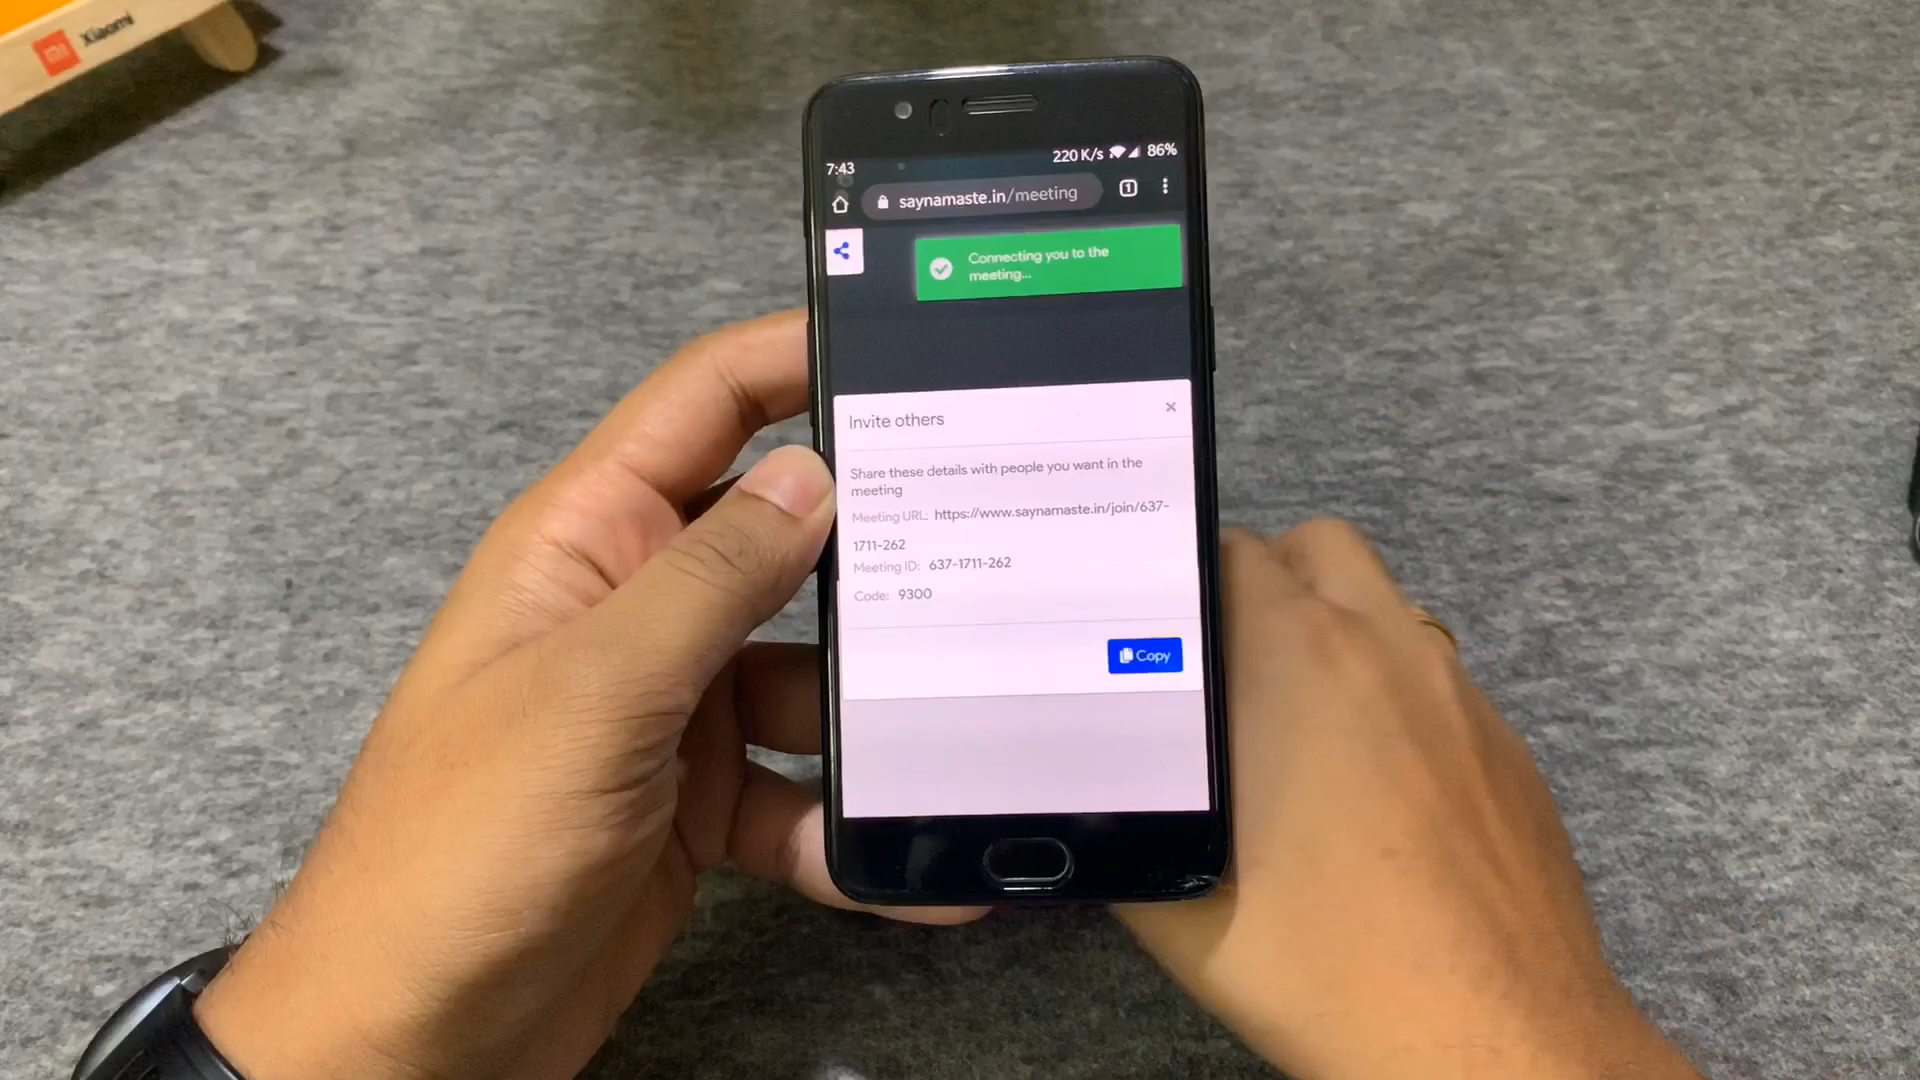 Xiaomi
7:43
220 K/s 86%
saynamaste.in/meeting
1
Connecting you to the
meeting...
Invite others
Share these details with people you want in the
meeting
Meeting URL: https://www.saynamaste.in/join/637-
1711-262
Meeting ID: 637-1711-262
Code: 9300
Copy